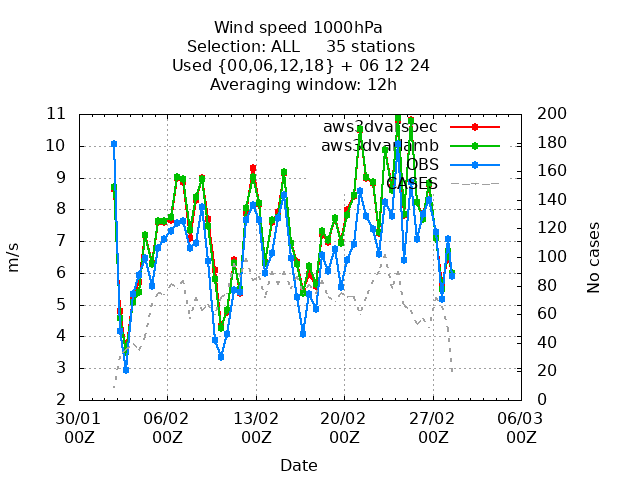 Wind speed 1000hPa
Selection: ALL     35 stations
Used {00,06,12,18} + 06 12 24
Averaging window: 12h
11
10
9
8
7
6
5
4
3
2
m/s
200
180
160
140
120
100
80
60
40
20
0
No cases
aws3dvarspec
aws3dvarlamb
OBS
CASES
30/01 06/02 13/02 20/02 27/02 06/03
00Z 00Z 00Z 00Z 00Z 00Z
Date